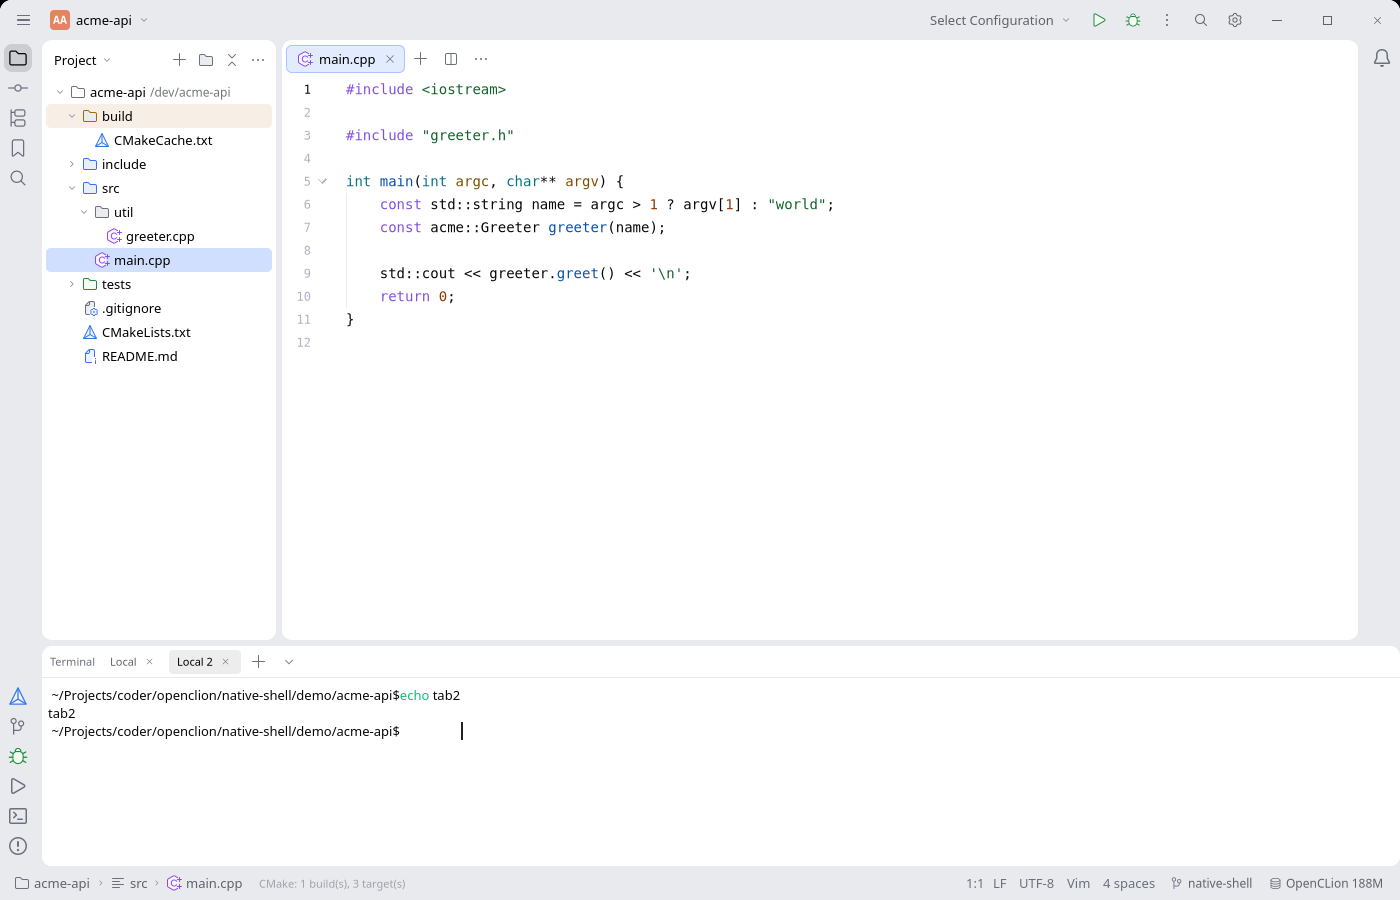 AA acme-api Select Configuration
Project
main.cpp
acme-api /dev/acme-api
build
CMakeCache.txt
include
src
util
greeter.cpp
main.cpp
tests
.gitignore
CMakeLists.txt
README.md
1 #include <iostream>
2
3 #include "greeter.h"
4
5 int main(int argc, char** argv) {
6 const std::string name = argc > 1 ? argv[1] : "world";
7 const acme::Greeter greeter(name);
8
9 std::cout << greeter.greet() << '\n';
10 return 0;
11 }
12
Terminal Local Local 2
~/Projects/coder/openclion/native-shell/demo/acme-api$echo tab2
tab2
~/Projects/coder/openclion/native-shell/demo/acme-api$
acme-api src main.cpp CMake: 1 build(s), 3 target(s) 1:1 LF UTF-8 Vim 4 spaces native-shell OpenCLion 188M